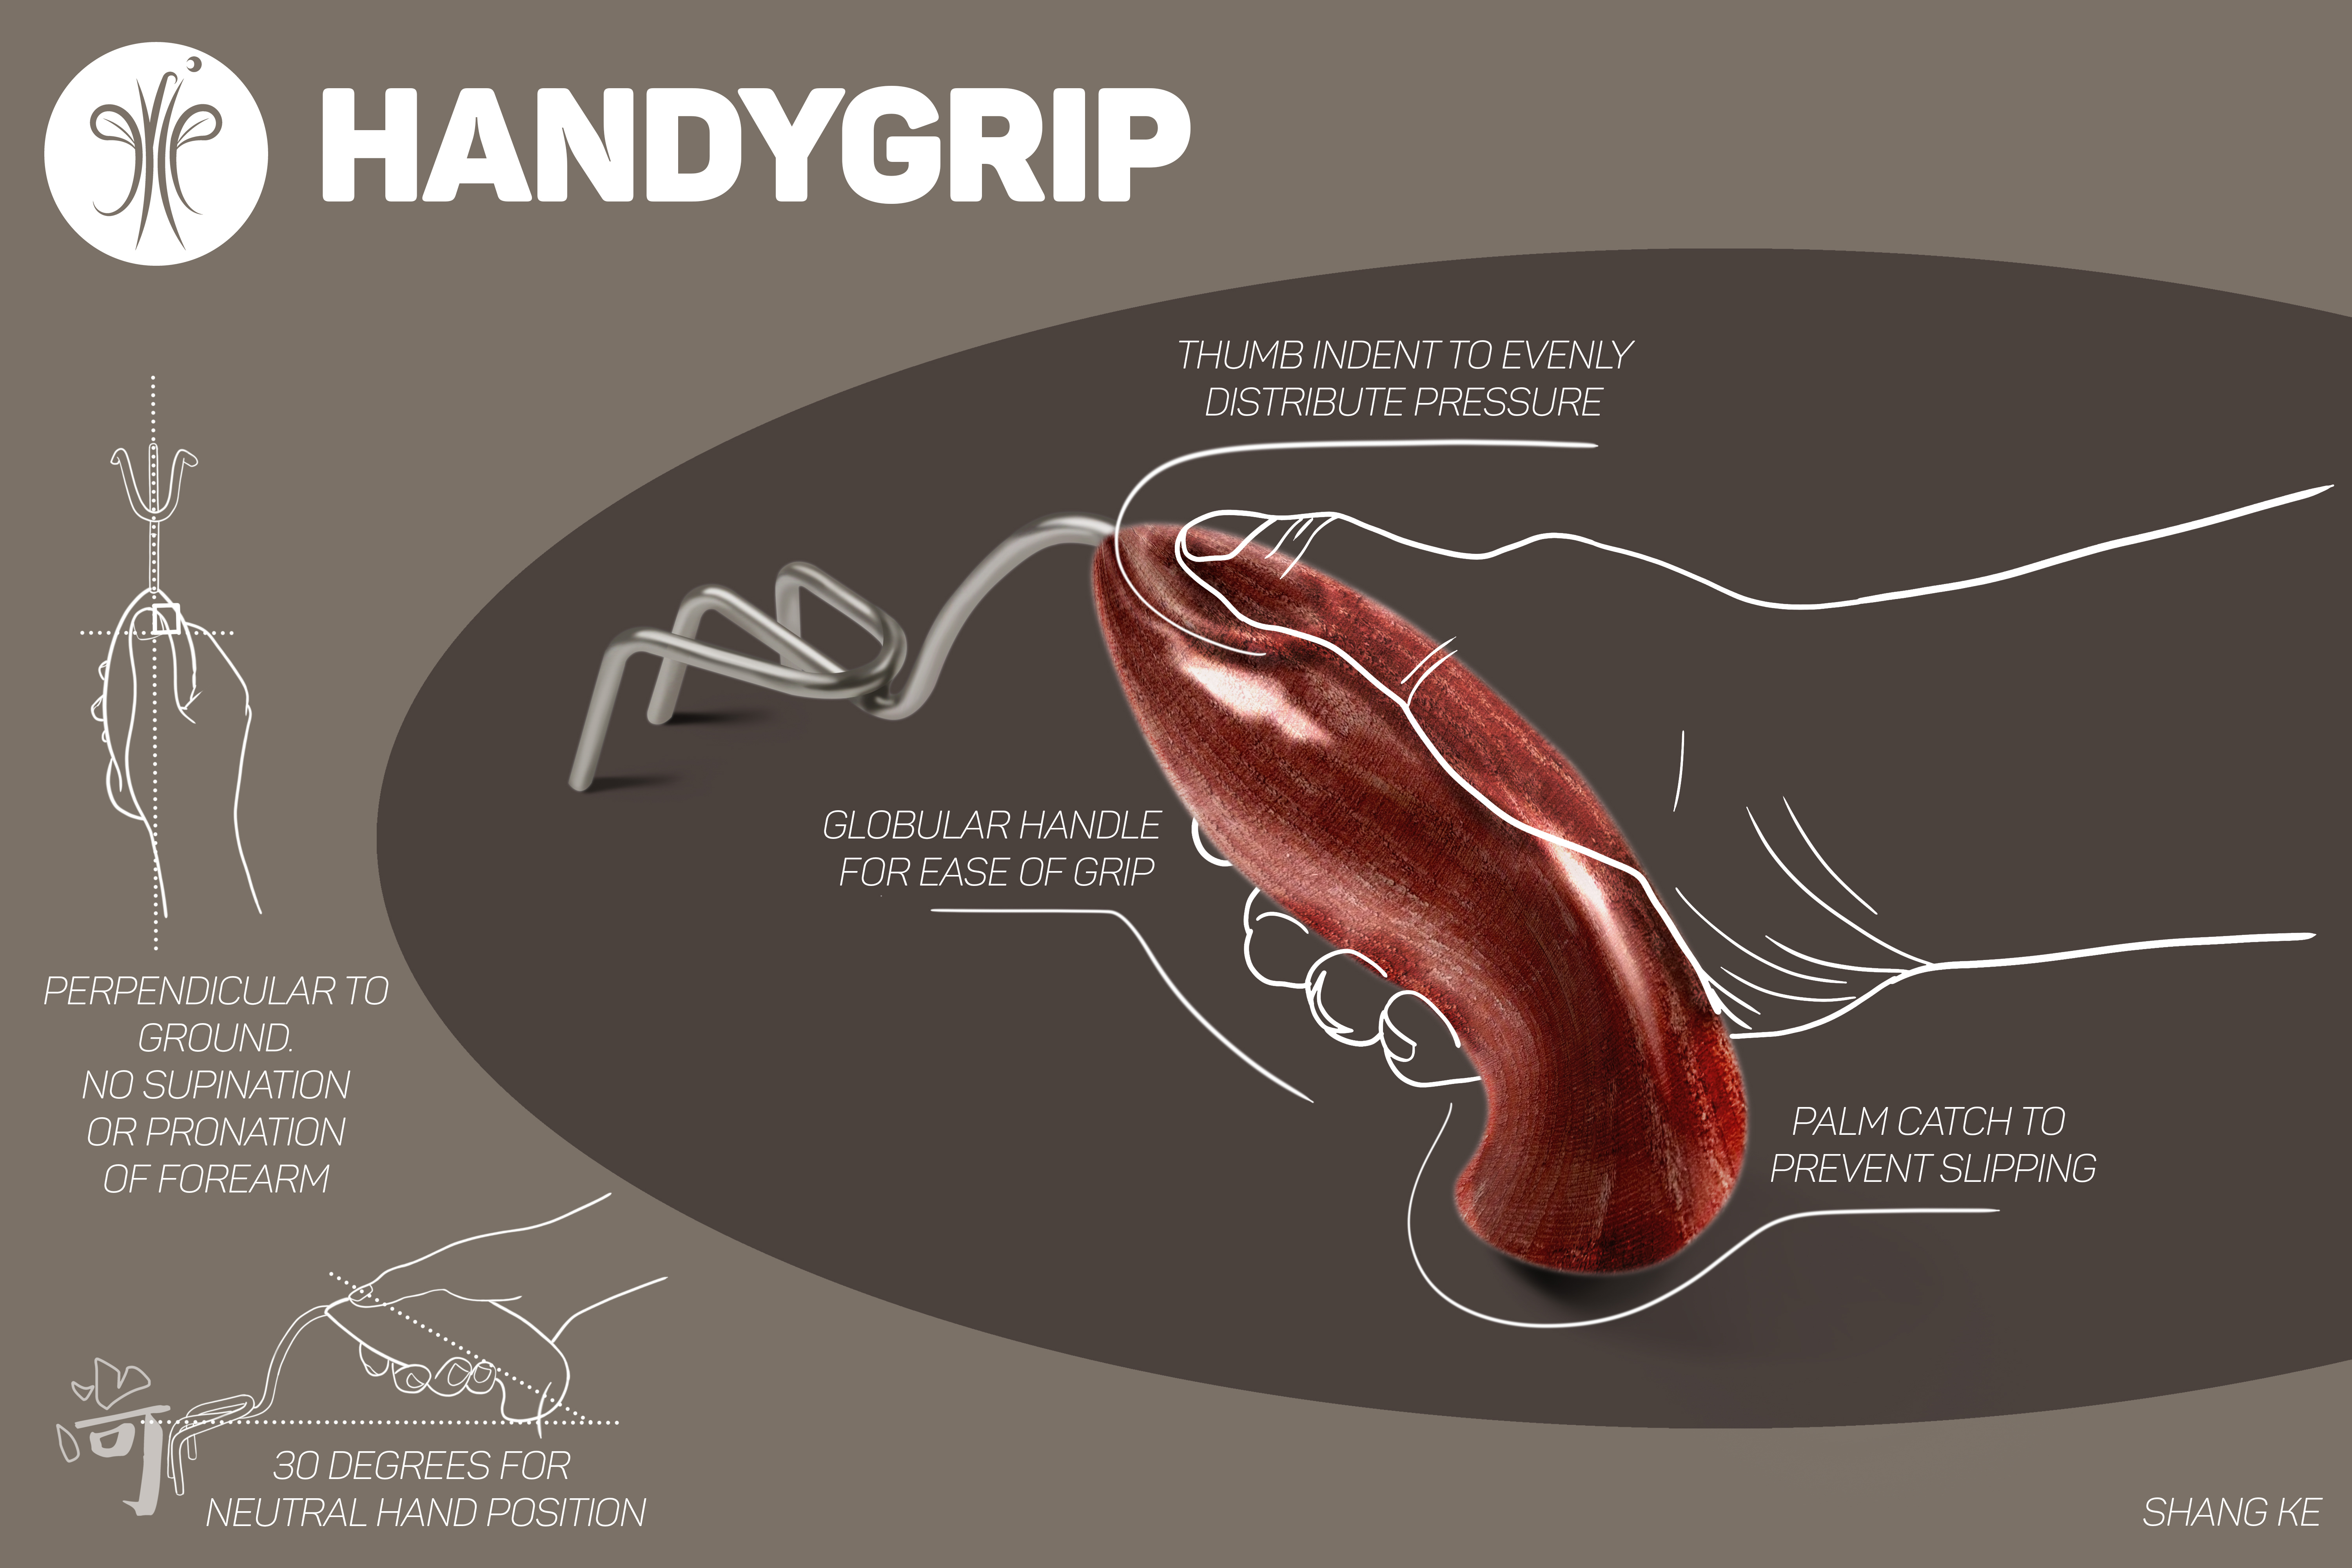 HANDYGRIP
THUMB INDENT TO EVENLY
DISTRIBUTE PRESSURE
GLOBULAR HANDLE
FOR EASE OF GRIP
PERPENDICULAR TO
GROUND.
NO SUPINATION
OR PRONATION
OF FOREARM
PALM CATCH TO
PREVENT SLIPPING
30 DEGREES FOR
NEUTRAL HAND POSITION
SHANG KE